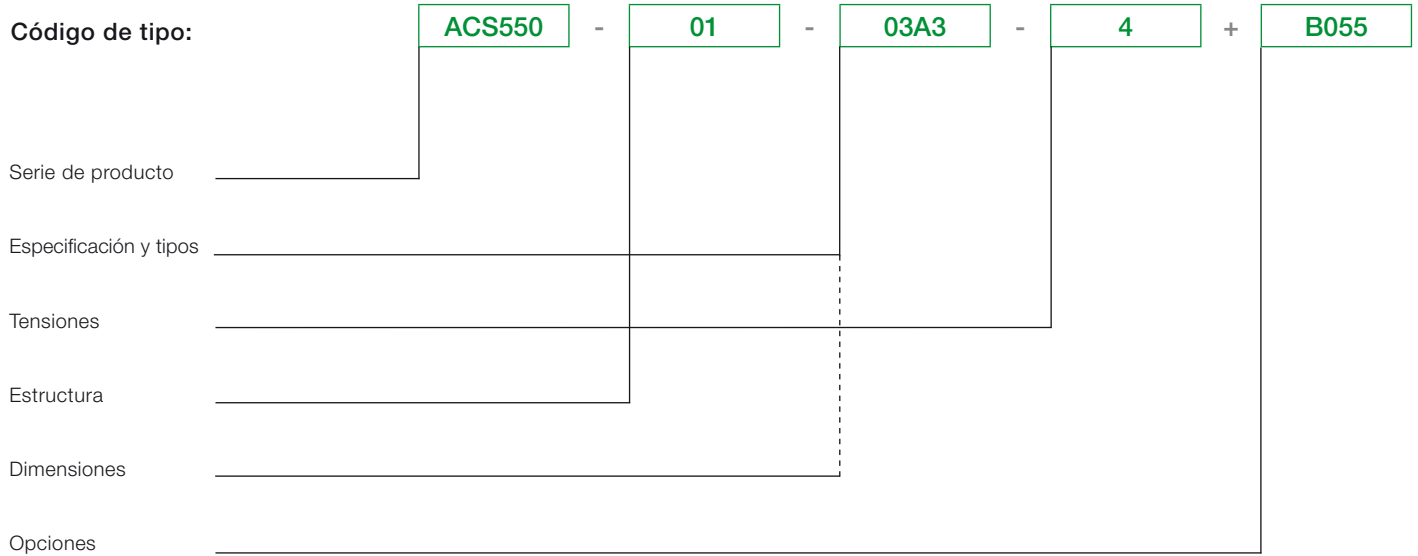 Código de tipo: ACS550 - 01 - 03A3 - 4 + B055
Serie de producto
Especificación y tipos
Tensiones
Estructura
Dimensiones
Opciones